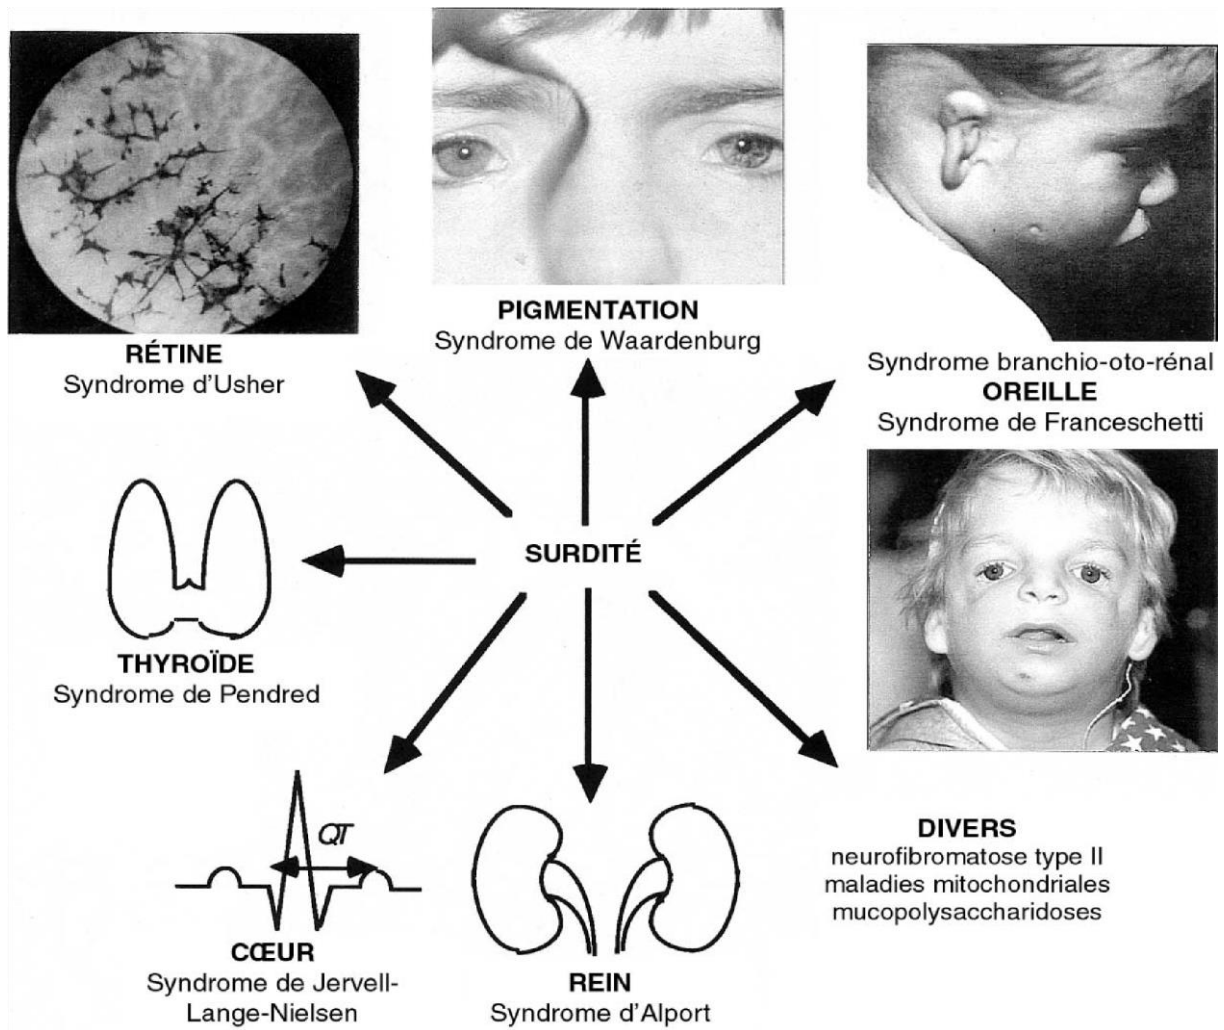 RÉTINE
Syndrome d'Usher
PIGMENTATION
Syndrome de Waardenburg
Syndrome branchio-oto-rénal
OREILLE
Syndrome de Franceschetti
SURDITÉ
THYROÏDE
Syndrome de Pendred
QT
CŒUR
Syndrome de Jervell-
Lange-Nielsen
REIN
Syndrome d'Alport
DIVERS
neurofibromatose type II
maladies mitochondriales
mucopolysaccharidoses